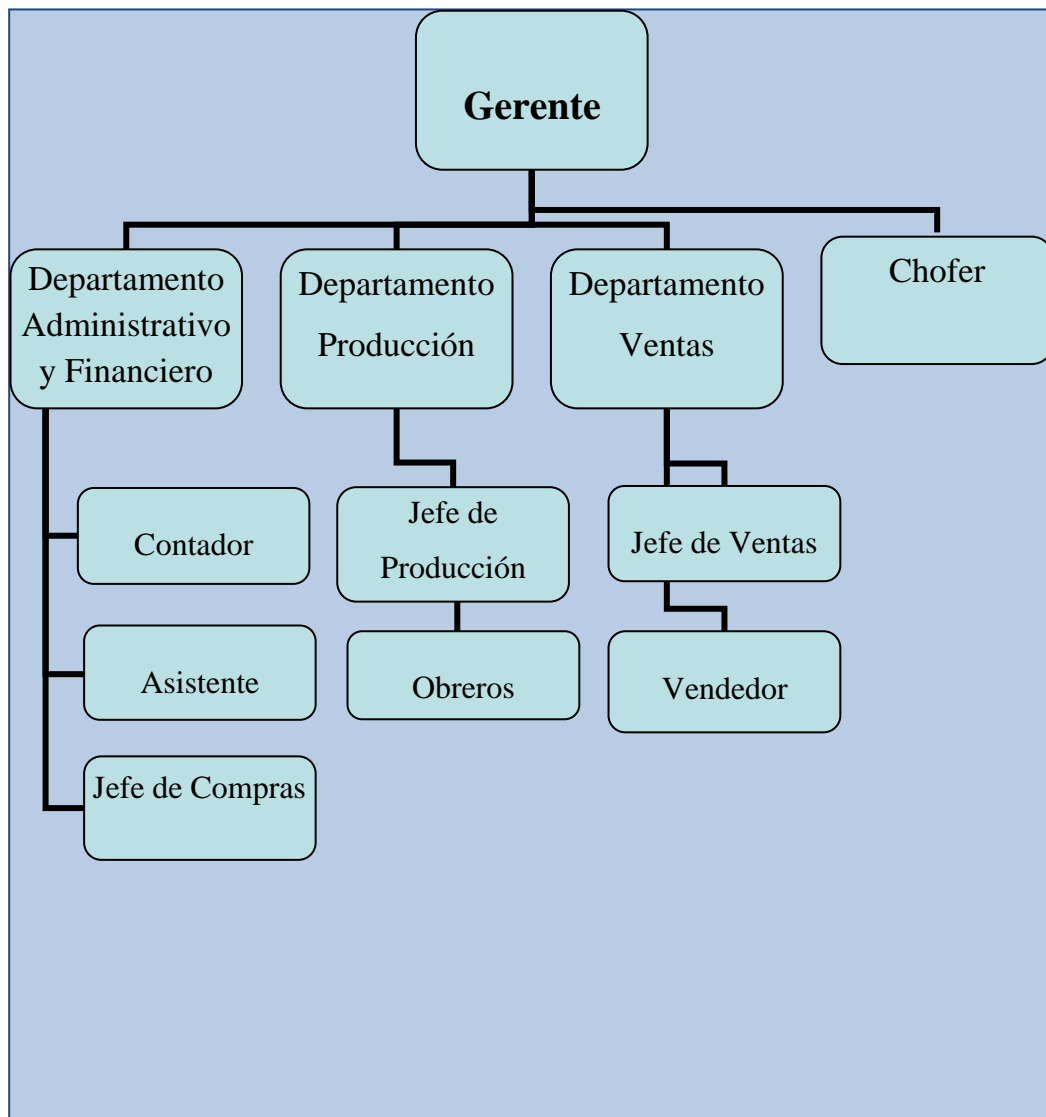 Gerente
Departamento
Administrativo
y Financiero
Departamento
Producción
Departamento
Ventas
Chofer
Contador
Jefe de
Producción
Jefe de Ventas
Asistente
Obreros
Vendedor
Jefe de Compras